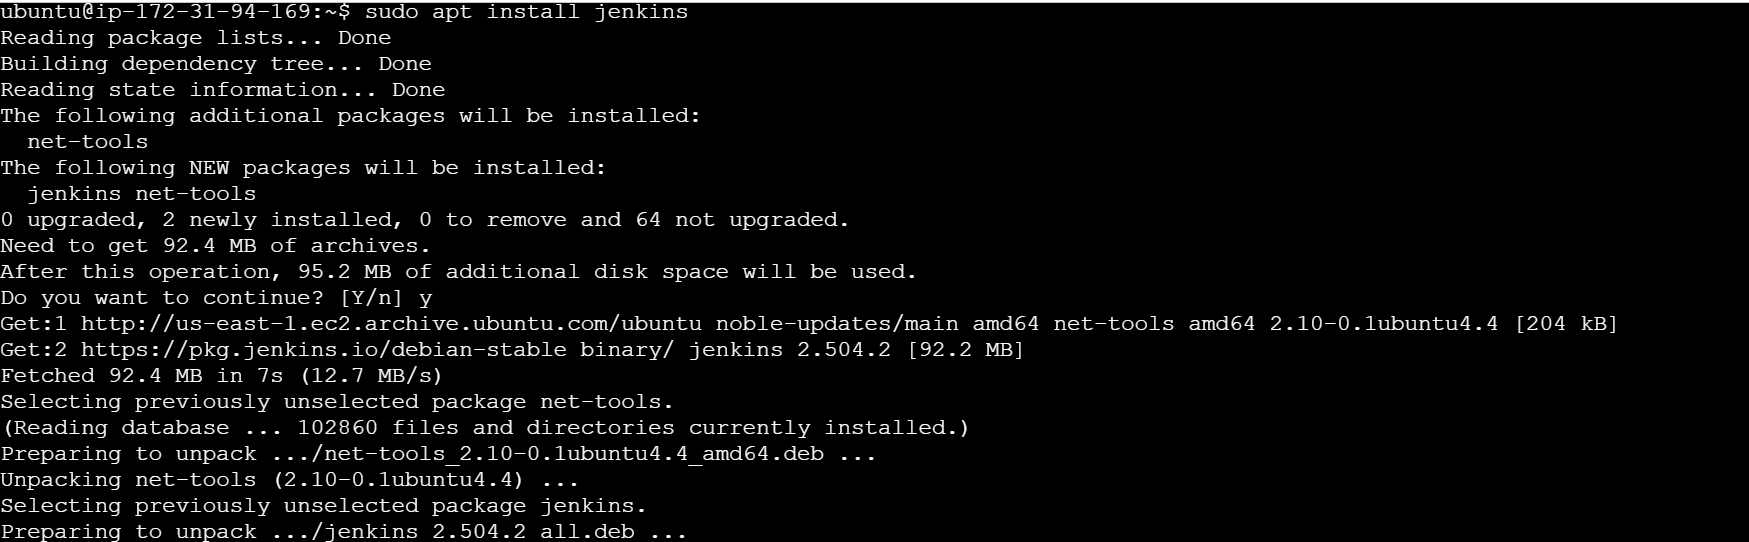 ubuntu@ip-172-31-94-169:~$ sudo apt install jenkins
Reading package lists... Done
Building dependency tree... Done
Reading state information... Done
The following additional packages will be installed:
  net-tools
The following NEW packages will be installed:
  jenkins net-tools
0 upgraded, 2 newly installed, 0 to remove and 64 not upgraded.
Need to get 92.4 MB of archives.
After this operation, 95.2 MB of additional disk space will be used.
Do you want to continue? [Y/n] y
Get:1 http://us-east-1.ec2.archive.ubuntu.com/ubuntu noble-updates/main amd64 net-tools amd64 2.10-0.1ubuntu4.4 [204 kB]
Get:2 https://pkg.jenkins.io/debian-stable binary/ jenkins 2.504.2 [92.2 MB]
Fetched 92.4 MB in 7s (12.7 MB/s)
Selecting previously unselected package net-tools.
(Reading database ... 102860 files and directories currently installed.)
Preparing to unpack .../net-tools_2.10-0.1ubuntu4.4_amd64.deb ...
Unpacking net-tools (2.10-0.1ubuntu4.4) ...
Selecting previously unselected package jenkins.
Preparing to unpack .../jenkins 2.504.2 all.deb ...